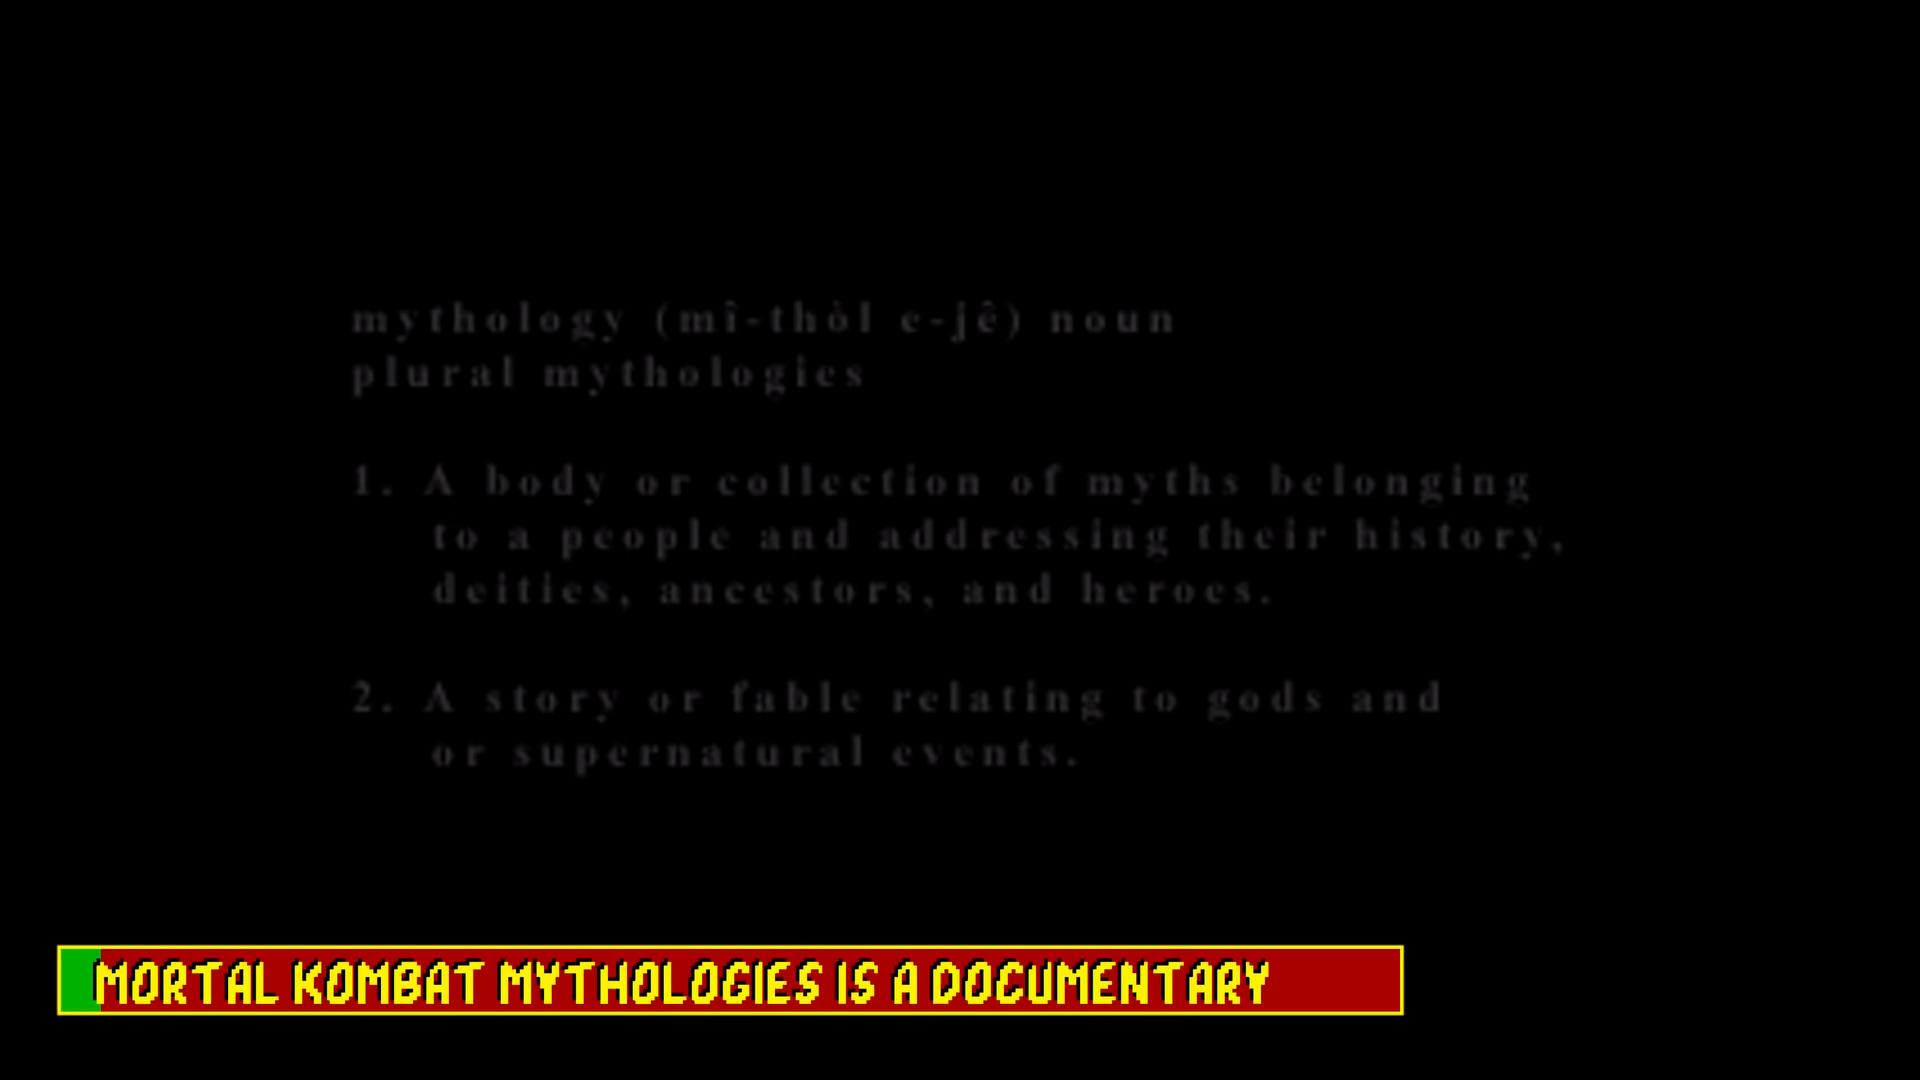 mythology (mî-thòl e-jê) noun
plural mythologies
1. A body or collection of myths belonging
to a people and addressing their history,
deities, ancestors, and heroes.
2. A story or fable relating to gods and
or supernatural events.
MORTAL KOMBAT MYTHOLOGIES IS A DOCUMENTARY